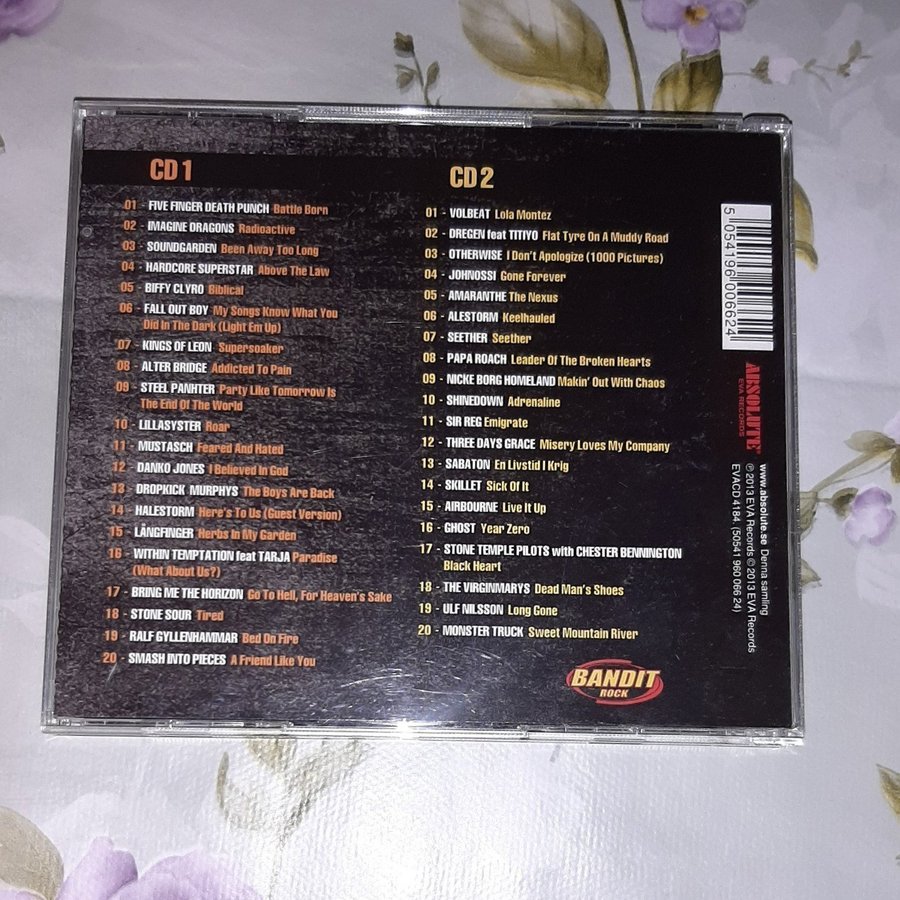 CD 1
01 - FIVE FINGER DEATH PUNCH Battle Born
02 - IMAGINE DRAGONS Radioactive
03 - SOUNDGARDEN Been Away Too Long
04 - HARDCORE SUPERSTAR Above The Law
05 - BIFFY CLYRO Biblical
06 - FALL OUT BOY My Songs Know What You
Did In The Dark (Light Em Up)
07 - KINGS OF LEON Supersoaker
08 - ALTER BRIDGE Addicted To Pain
09 - STEEL PANHTER Party Like Tomorrow Is
The End Of The World
10 - LILLASYSTER Roar
11 - MUSTASCH Feared And Hated
12 - DANKO JONES I Believed In God
13 - DROPKICK MURPHYS The Boys Are Back
14 - HALESTORM Here's To Us (Guest Version)
15 - LÅNGFINGER Herbs In My Garden
16 - WITHIN TEMPTATION feat TARJA Paradise
(What About Us?)
17 - BRING ME THE HORIZON Go To Hell, For Heaven's Sake
18 - STONE SOUR Tired
19 - RALF GYLLENHAMMAR Bed On Fire
20 - SMASH INTO PIECES A Friend Like You
CD 2
01 - VOLBEAT Lola Montez
02 - DREGEN feat TITIYO Flat Tyre On A Muddy Road
03 - OTHERWISE I Don't Apologize (1000 Pictures)
04 - JOHNOSSI Gone Forever
05 - AMARANTHE The Nexus
06 - ALESTORM Keelhauled
07 - SEETHER Seether
08 - PAPA ROACH Leader Of The Broken Hearts
09 - NICKE BORG HOMELAND Makin' Out With Chaos
10 - SHINEDOWN Adrenaline
11 - SIR REG Emigrate
12 - THREE DAYS GRACE Misery Loves My Company
13 - SABATON En Livstid I Krig
14 - SKILLET Sick Of It
15 - AIRBOURNE Live It Up
16 - GHOST Year Zero
17 - STONE TEMPLE PILOTS with CHESTER BENNINGTON
Black Heart
18 - THE VIRGINMARYS Dead Man's Shoes
19 - ULF NILSSON Long Gone
20 - MONSTER TRUCK Sweet Mountain River
BANDIT
ROCK
5 054196 006624
ABSOLUTE
EVA RECORDS
www.absolute.se Denna samling
℗ 2013 EVA Records © 2013 EVA Records
EVACD 4184 (50541 960 066 24)